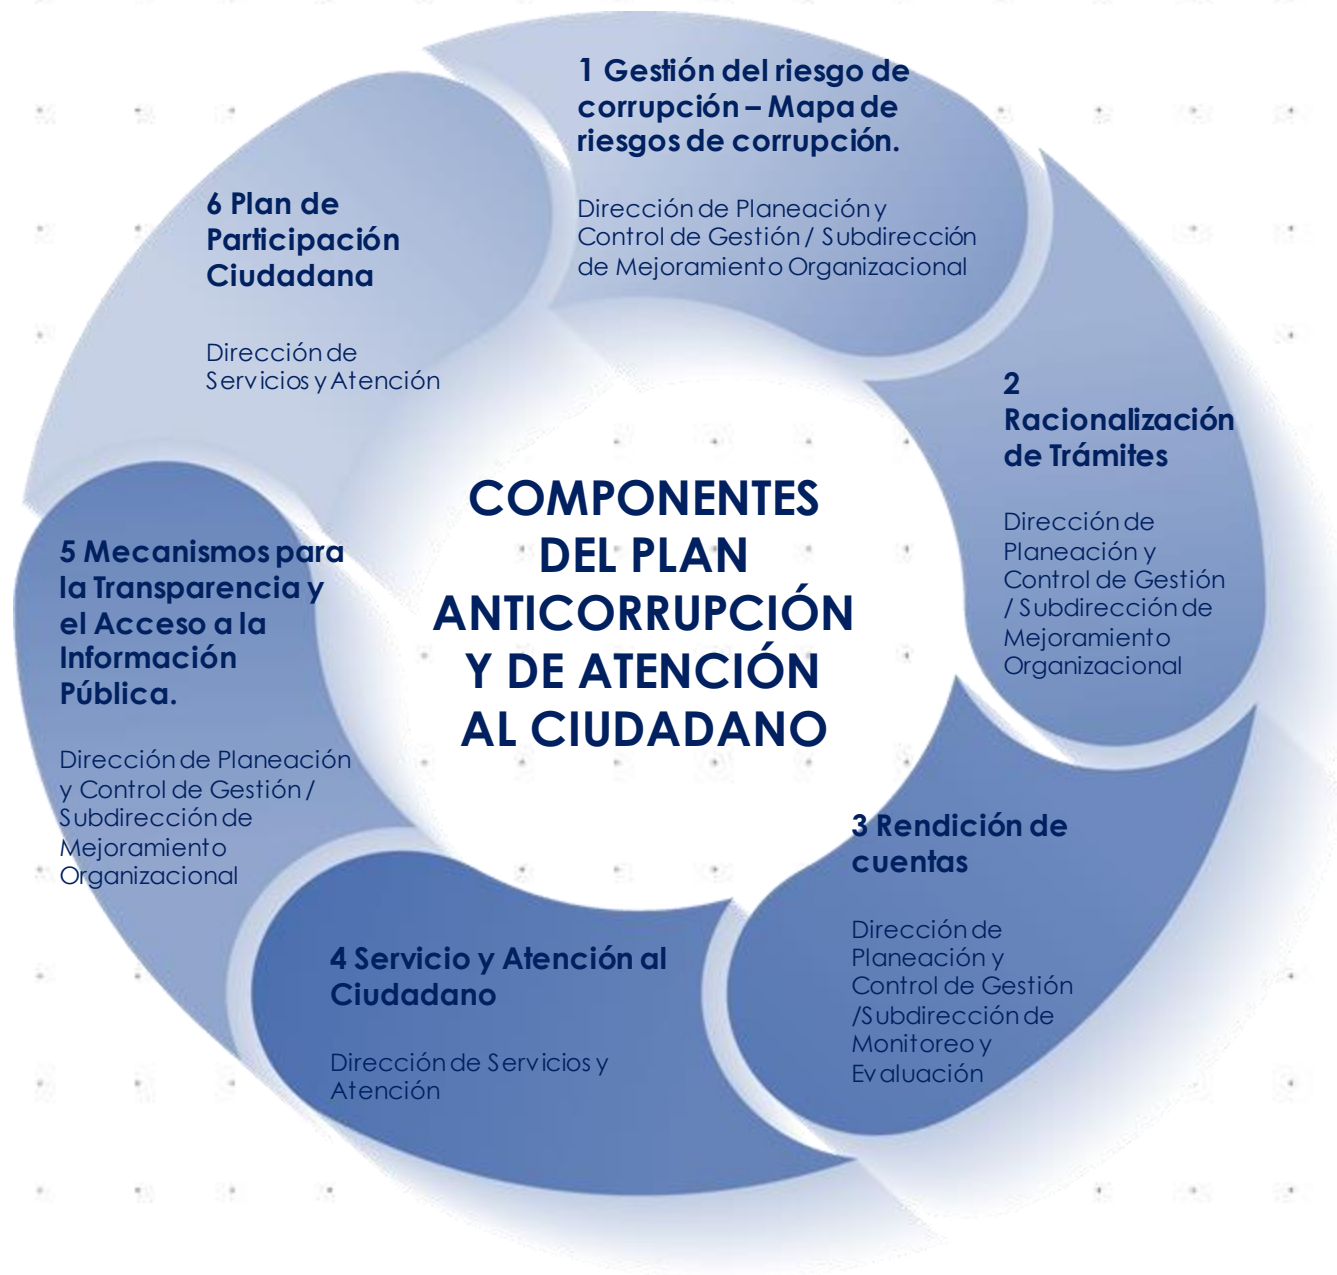 1 Gestión del riesgo de
corrupción – Mapa de
riesgos de corrupción.
Dirección de Planeación y
Control de Gestión / Subdirección
de Mejoramiento Organizacional
2
Racionalización
de Trámites
Dirección de
Planeación y
Control de Gestión
/ Subdirección de
Mejoramiento
Organizacional
3 Rendición de
cuentas
Dirección de
Planeación y
Control de Gestión
/Subdirección de
Monitoreo y
Evaluación
4 Servicio y Atención al
Ciudadano
Dirección de Servicios y
Atención
5 Mecanismos para
la Transparencia y
el Acceso a la
Información
Pública.
Dirección de Planeación
y Control de Gestión /
Subdirección de
Mejoramiento
Organizacional
6 Plan de
Participación
Ciudadana
Dirección de
Servicios y Atención
COMPONENTES
DEL PLAN
ANTICORRUPCIÓN
Y DE ATENCIÓN
AL CIUDADANO